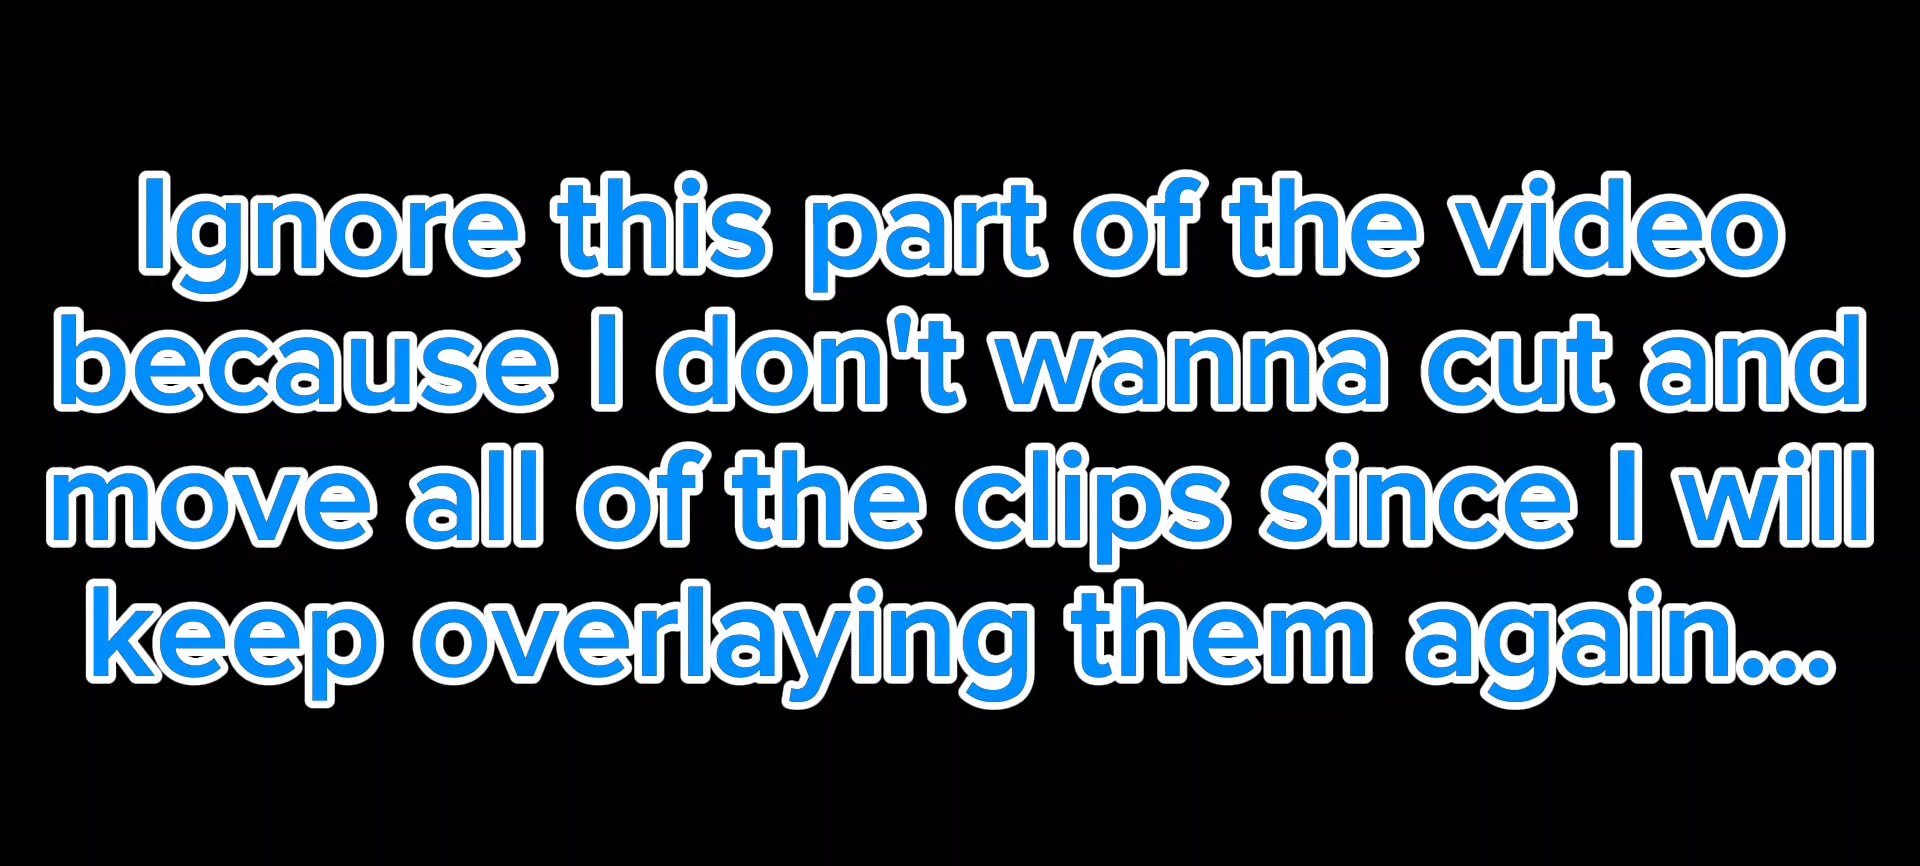 Ignore this part of the video
because I don't wanna cut and
move all of the clips since I will
keep overlaying them again...